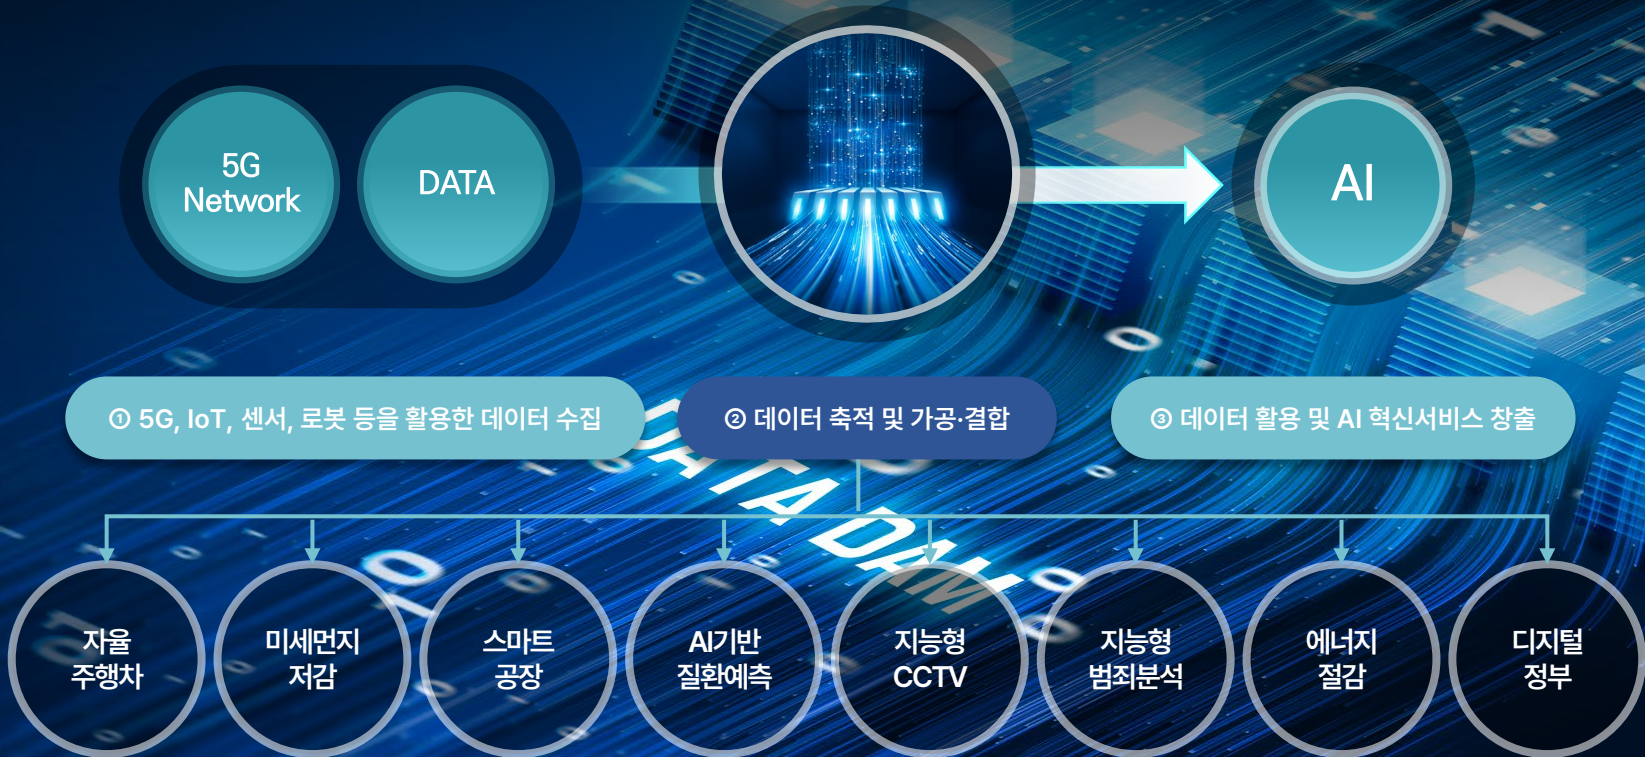 5G
Network
DATA
AI
① 5G, IoT, 센서, 로봇 등을 활용한 데이터 수집
② 데이터 축적 및 가공·결합
③ 데이터 활용 및 AI 혁신서비스 창출
DATA DAM
자율
주행차
미세먼지
저감
스마트
공장
AI기반
질환예측
지능형
CCTV
지능형
범죄분석
에너지
절감
디지털
정부